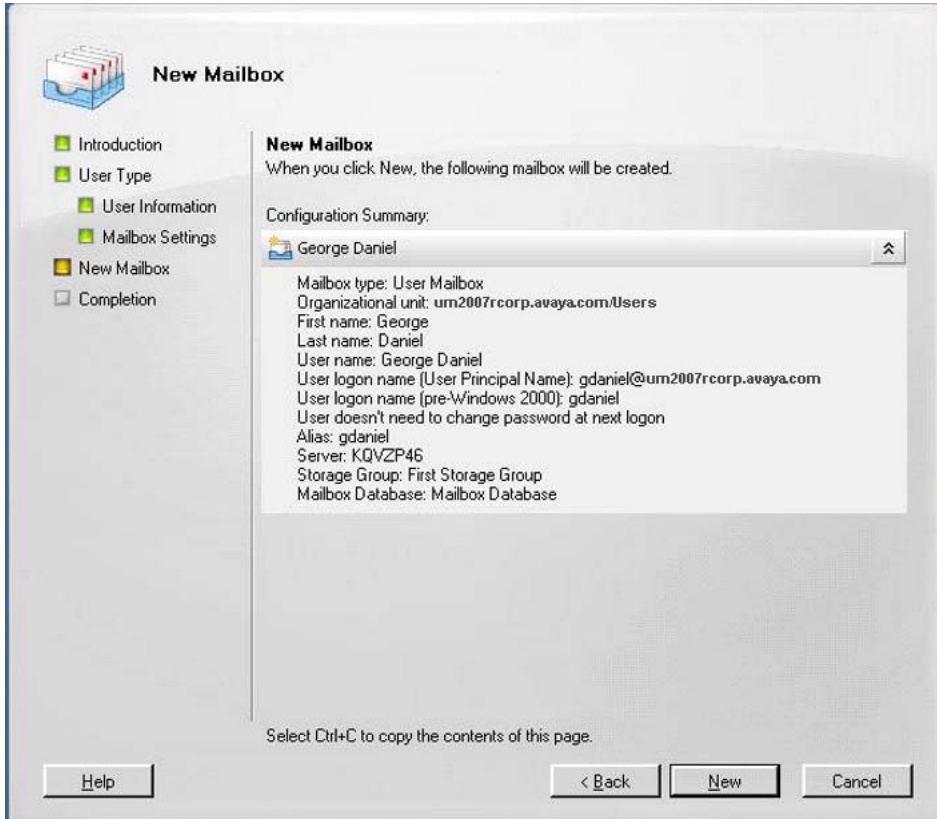 New Mailbox
Introduction
User Type
User Information
Mailbox Settings
New Mailbox
Completion
New Mailbox
When you click New, the following mailbox will be created.
Configuration Summary:
George Daniel
Mailbox type: User Mailbox
Organizational unit: um2007rcorp.avaya.com/Users
First name: George
Last name: Daniel
User name: George Daniel
User logon name (User Principal Name): gdaniel@um2007rcorp.avaya.com
User logon name (pre-Windows 2000): gdaniel
User doesn't need to change password at next logon
Alias: gdaniel
Server: KQVZP46
Storage Group: First Storage Group
Mailbox Database: Mailbox Database
Select Ctrl+C to copy the contents of this page.
Help
< Back
New
Cancel